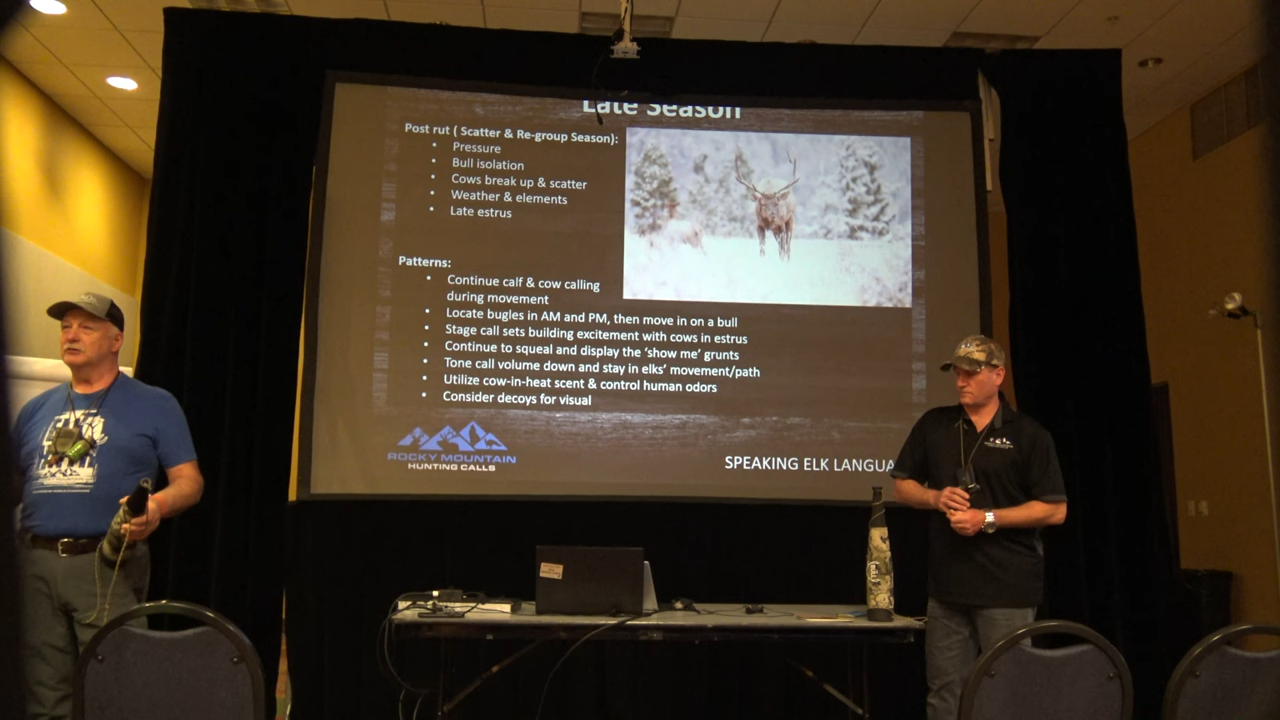 Late Season
Post rut ( Scatter & Re-group Season):
• Pressure
• Bull isolation
• Cows break up & scatter
• Weather & elements
• Late estrus
Patterns:
• Continue calf & cow calling
during movement
• Locate bugles in AM and PM, then move in on a bull
• Stage call sets building excitement with cows in estrus
• Continue to squeal and display the ‘show me’ grunts
• Tone call volume down and stay in elks’ movement/path
• Utilize cow-in-heat scent & control human odors
• Consider decoys for visual
ROCKY MOUNTAIN
HUNTING CALLS
SPEAKING ELK LANGUA